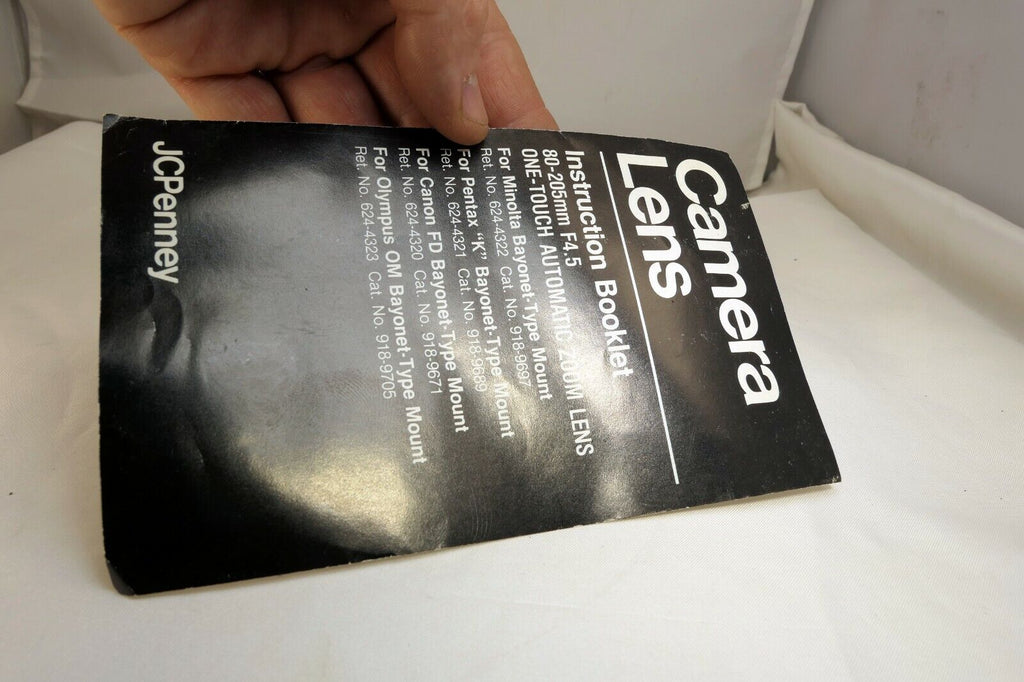 Camera
Lens
Instruction Booklet
80-205mm F4.5
ONE-TOUCH AUTOMATIC ZOOM LENS
For Minolta Bayonet-Type Mount
Ret. No. 624-4322 Cat. No. 918-9697
For Pentax “K” Bayonet-Type Mount
Ret. No. 624-4321 Cat. No. 918-9689
For Canon FD Bayonet-Type Mount
Ret. No. 624-4320 Cat. No. 918-9671
For Olympus OM Bayonet-Type Mount
Ret. No. 624-4323 Cat. No. 918-9705
JCPenney